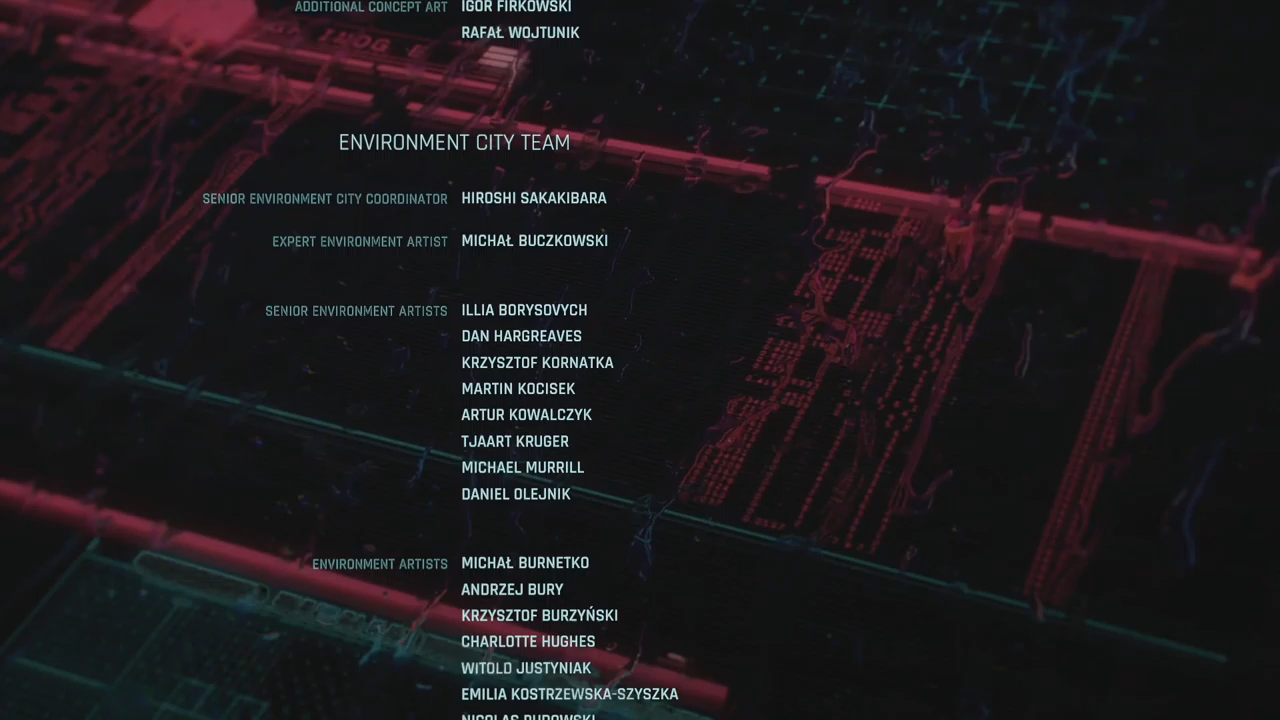 ADDITIONAL CONCEPT ART IGOR FIRKOWSKI
RAFAŁ WOJTUNIK
ENVIRONMENT CITY TEAM
SENIOR ENVIRONMENT CITY COORDINATOR HIROSHI SAKAKIBARA
EXPERT ENVIRONMENT ARTIST MICHAŁ BUCZKOWSKI
SENIOR ENVIRONMENT ARTISTS ILLIA BORYSOVYCH
DAN HARGREAVES
KRZYSZTOF KORNATKA
MARTIN KOCISEK
ARTUR KOWALCZYK
TJAART KRUGER
MICHAEL MURRILL
DANIEL OLEJNIK
ENVIRONMENT ARTISTS MICHAŁ BURNETKO
ANDRZEJ BURY
KRZYSZTOF BURZYŃSKI
CHARLOTTE HUGHES
WITOLD JUSTYNIAK
EMILIA KOSTRZEWSKA-SZYSZKA
NICOLAS